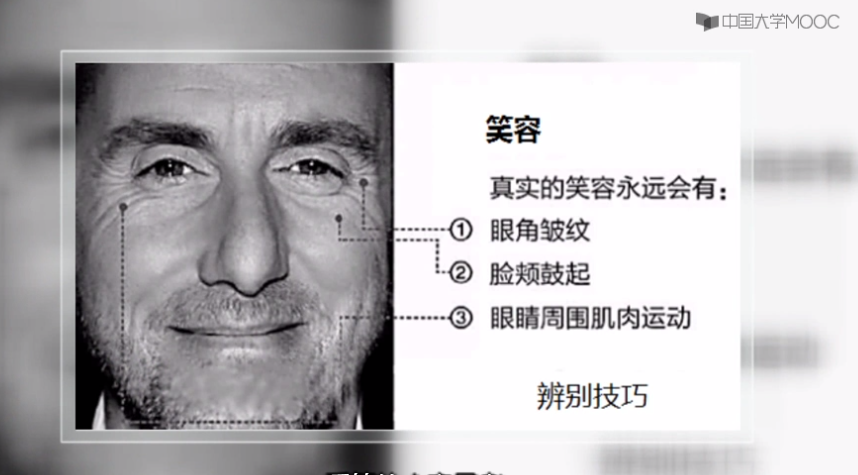 中国大学MOOC
笑容
真实的笑容永远会有：
① 眼角皱纹
② 脸颊鼓起
③ 眼睛周围肌肉运动
辨别技巧